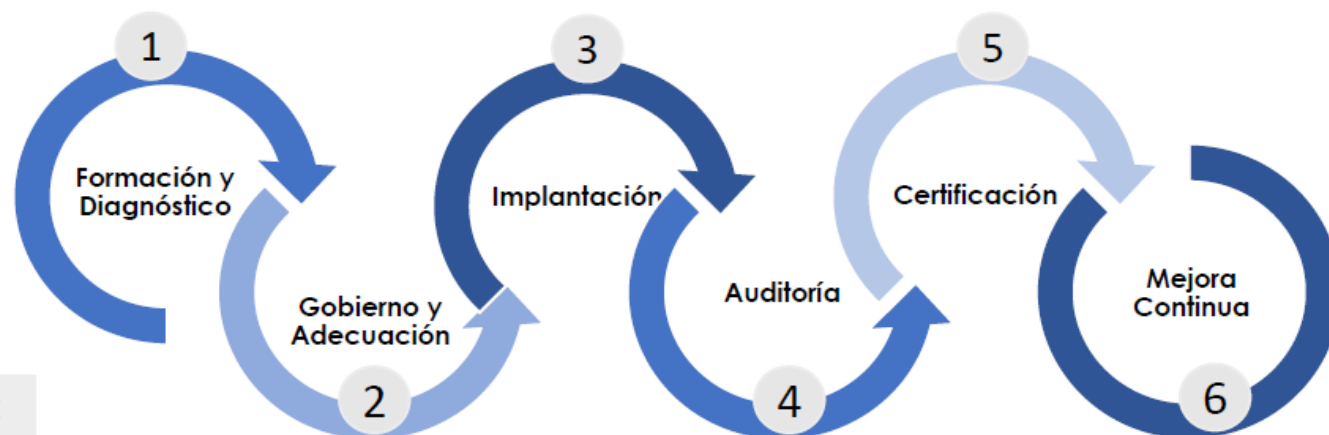 1
Formación y
Diagnóstico
2
Gobierno y
Adecuación
3
Implantación
4
Auditoría
5
Certificación
6
Mejora
Continua